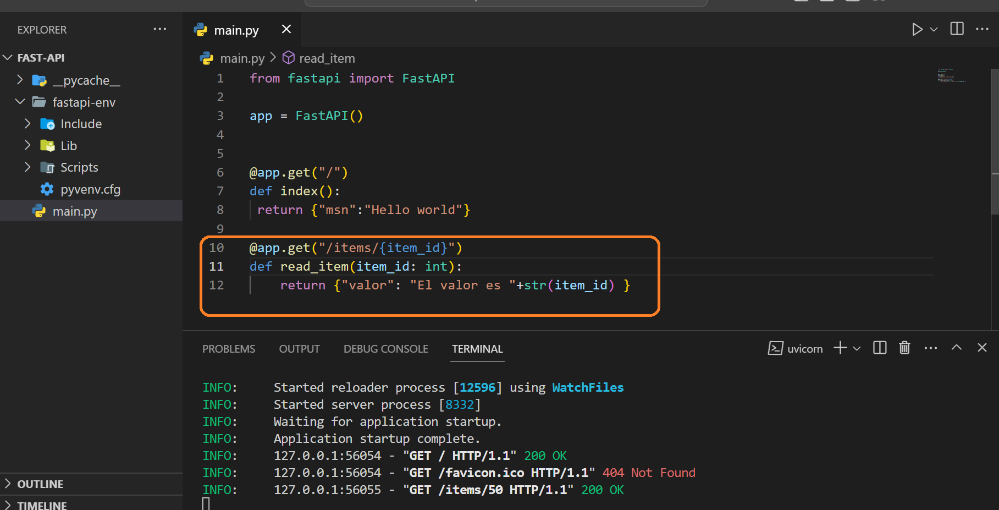 EXPLORER
FAST-API
__pycache__
fastapi-env
Include
Lib
Scripts
pyvenv.cfg
main.py
OUTLINE
TIMELINE
main.py
main.py > read_item
1 from fastapi import FastAPI
2
3 app = FastAPI()
4
5
6 @app.get("/")
7 def index():
8  return {"msn":"Hello world"}
9
10 @app.get("/items/{item_id}")
11 def read_item(item_id: int):
12     return {"valor": "El valor es "+str(item_id) }
PROBLEMS OUTPUT DEBUG CONSOLE TERMINAL uvicorn
INFO:     Started reloader process [12596] using WatchFiles
INFO:     Started server process [8332]
INFO:     Waiting for application startup.
INFO:     Application startup complete.
INFO:     127.0.0.1:56054 - "GET / HTTP/1.1" 200 OK
INFO:     127.0.0.1:56054 - "GET /favicon.ico HTTP/1.1" 404 Not Found
INFO:     127.0.0.1:56055 - "GET /items/50 HTTP/1.1" 200 OK